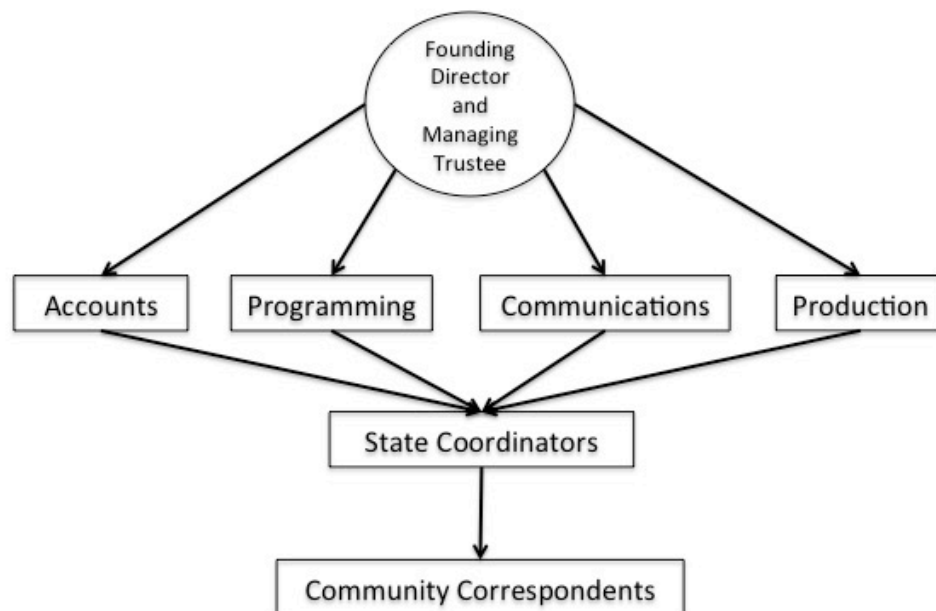 Founding
Director
and
Managing
Trustee
Accounts
Programming
Communications
Production
State Coordinators
Community Correspondents